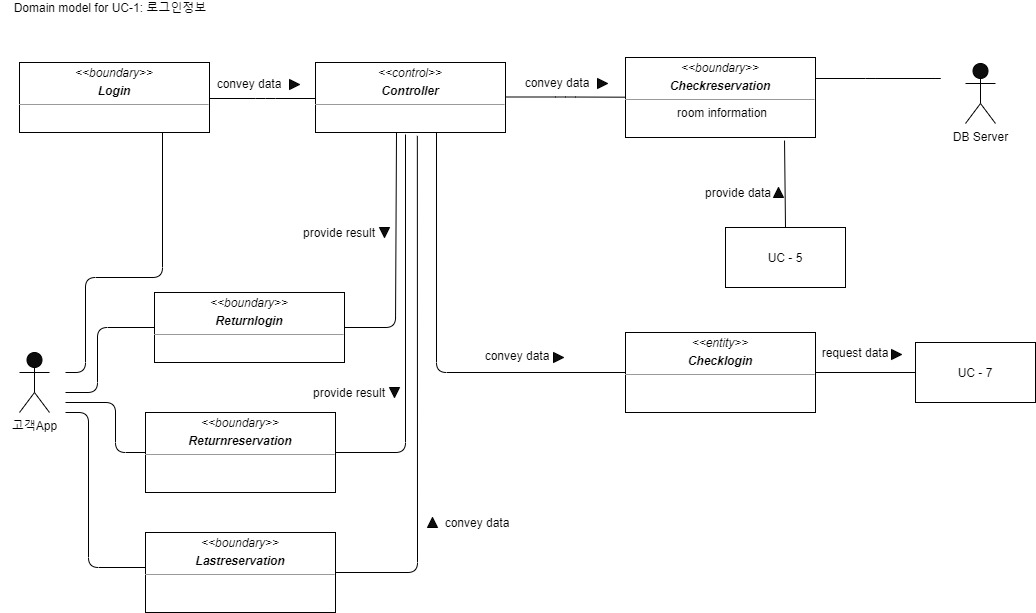 Domain model for UC-1: 로그인정보
<<boundary>>
Login
convey data
<<control>>
Controller
convey data
<<boundary>>
Checkreservation
room information
DB Server
provide data
UC - 5
provide result
<<boundary>>
Returnlogin
convey data
<<entity>>
Checklogin
request data
UC - 7
고객App
provide result
<<boundary>>
Returnreservation
convey data
<<boundary>>
Lastreservation